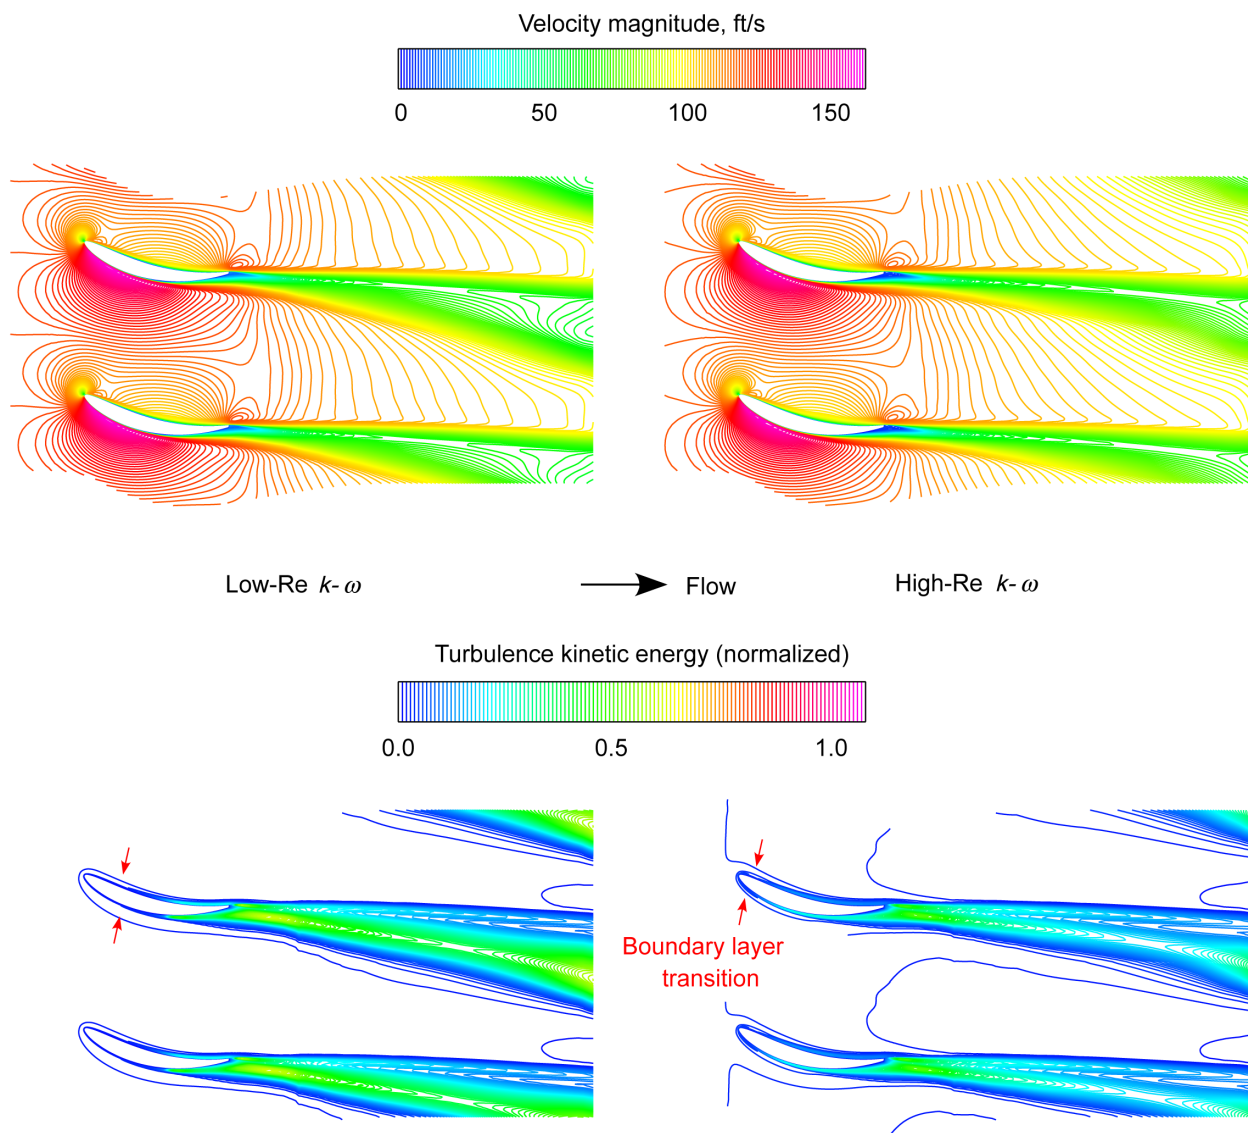 Velocity magnitude, ft/s
0 50 100 150
Low-Re k-ω
Flow
High-Re k-ω
Turbulence kinetic energy (normalized)
0.0 0.5 1.0
Boundary layer
transition